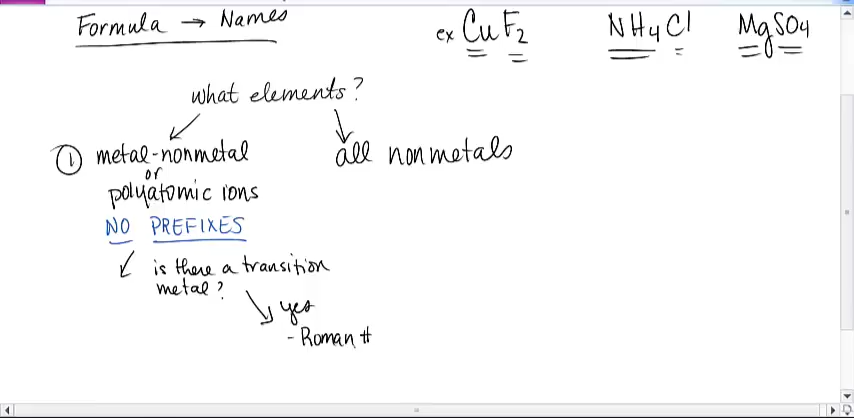 Formula → Names
ex CuF2 NH4Cl MgSO4
What elements?
① metal-nonmetal
or
polyatomic ions
all nonmetals
NO PREFIXES
is there a transition
metal?
yes
- Roman #